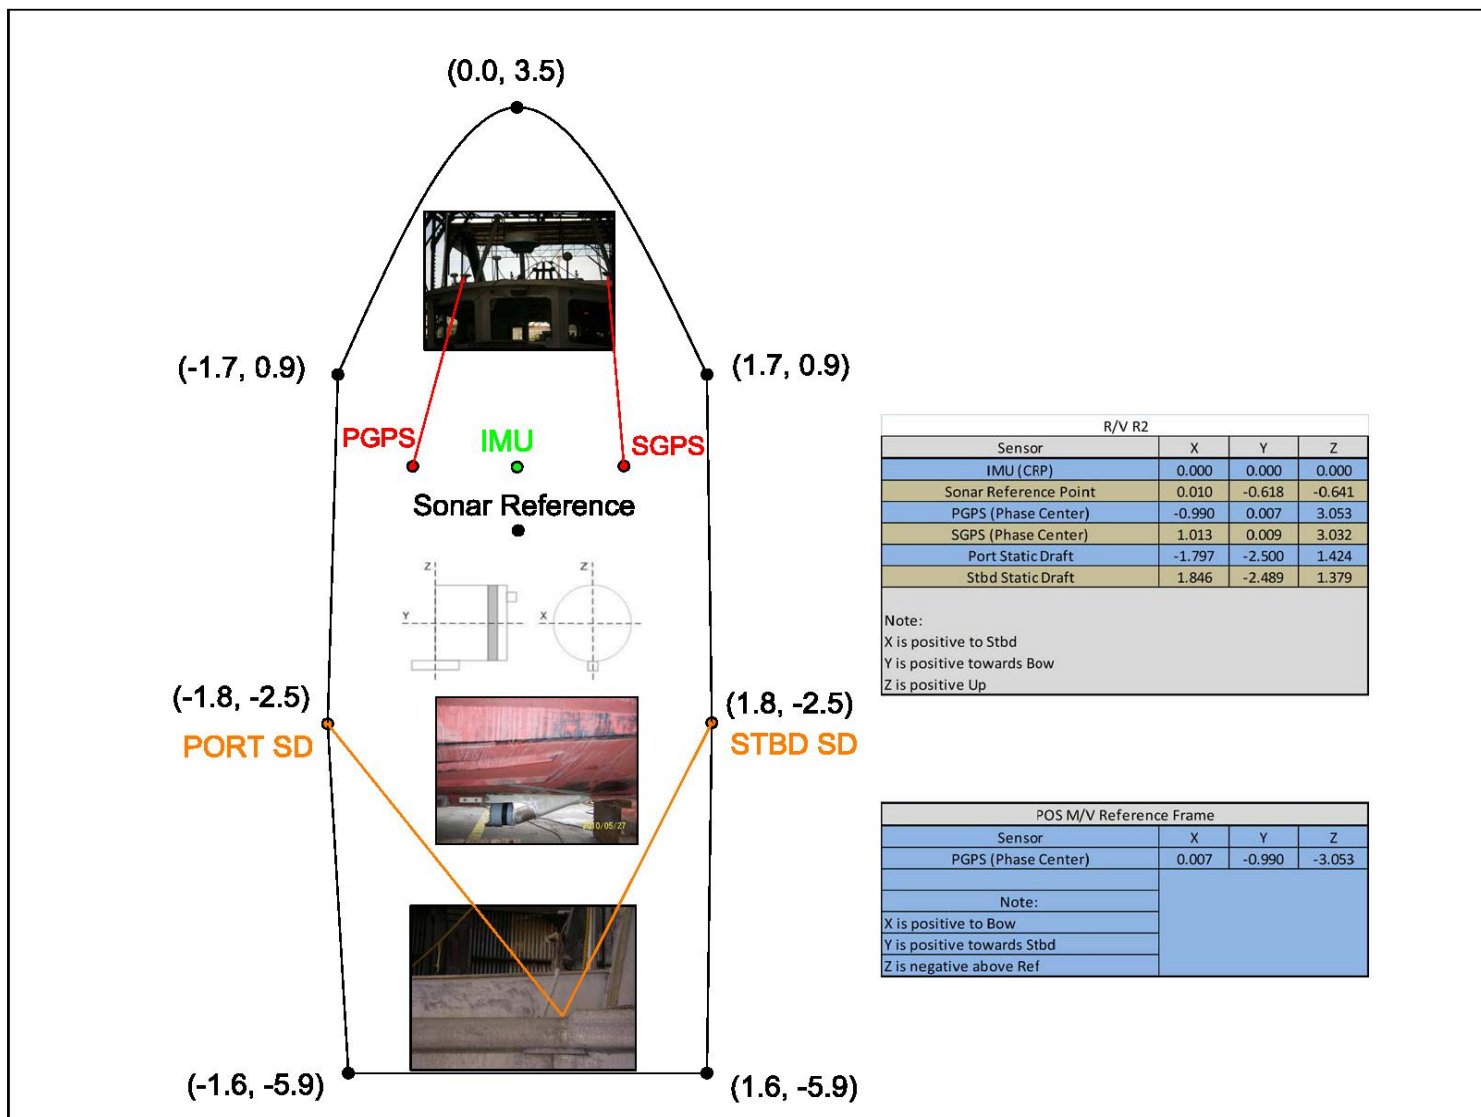 (0.0, 3.5)
(-1.7, 0.9)
(1.7, 0.9)
PGPS
IMU
SGPS
Sonar Reference
Z
Z
Y
X
(-1.8, -2.5)
PORT SD
(1.8, -2.5)
STBD SD
2010/05/27
(-1.6, -5.9)
(1.6, -5.9)
R/V R2
Sensor X Y Z
IMU (CRP) 0.000 0.000 0.000
Sonar Reference Point 0.010 -0.618 -0.641
PGPS (Phase Center) -0.990 0.007 3.053
SGPS (Phase Center) 1.013 0.009 3.032
Port Static Draft -1.797 -2.500 1.424
Stbd Static Draft 1.846 -2.489 1.379
Note:
X is positive to Stbd
Y is positive towards Bow
Z is positive Up
POS M/V Reference Frame
Sensor X Y Z
PGPS (Phase Center) 0.007 -0.990 -3.053
Note:
X is positive to Bow
Y is positive towards Stbd
Z is negative above Ref